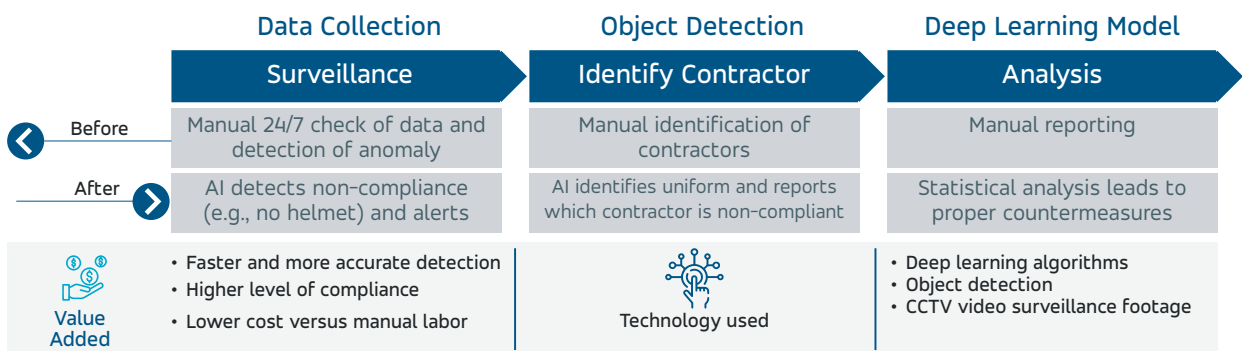 Data Collection
Object Detection
Deep Learning Model
Surveillance
Identify Contractor
Analysis
Before
Manual 24/7 check of data and
detection of anomaly
Manual identification of
contractors
Manual reporting
After
AI detects non-compliance
(e.g., no helmet) and alerts
AI identifies uniform and reports
which contractor is non-compliant
Statistical analysis leads to
proper countermeasures
Value
Added
• Faster and more accurate detection
• Higher level of compliance
• Lower cost versus manual labor
Technology used
• Deep learning algorithms
• Object detection
• CCTV video surveillance footage